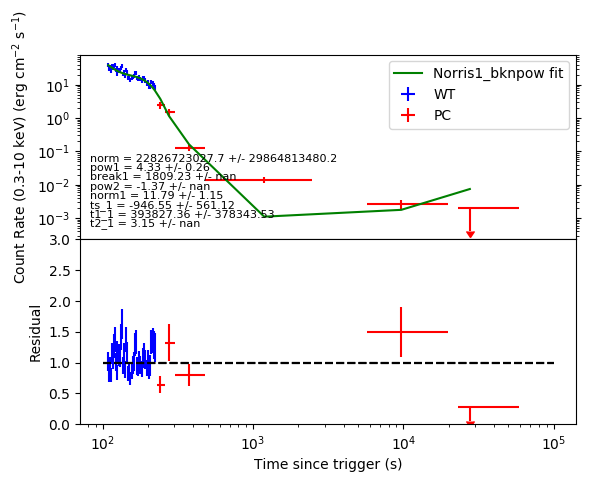 Count Rate (0.3-10 keV) (erg cm⁻² s⁻¹)
10¹
10⁰
10⁻¹
10⁻²
10⁻³
Norris1_bknpow fit
WT
PC
norm = 22826723027.7 +/- 29864813480.2
pow1 = 4.33 +/- 0.26
break1 = 1809.23 +/- nan
pow2 = -1.37 +/- nan
norm1 = 11.79 +/- 1.15
ts_1 = -946.55 +/- 561.12
t1_1 = 393827.36 +/- 378343.53
t2_1 = 3.15 +/- nan
Residual
3.0
2.5
2.0
1.5
1.0
0.5
0.0
10² 10³ 10⁴ 10⁵
Time since trigger (s)